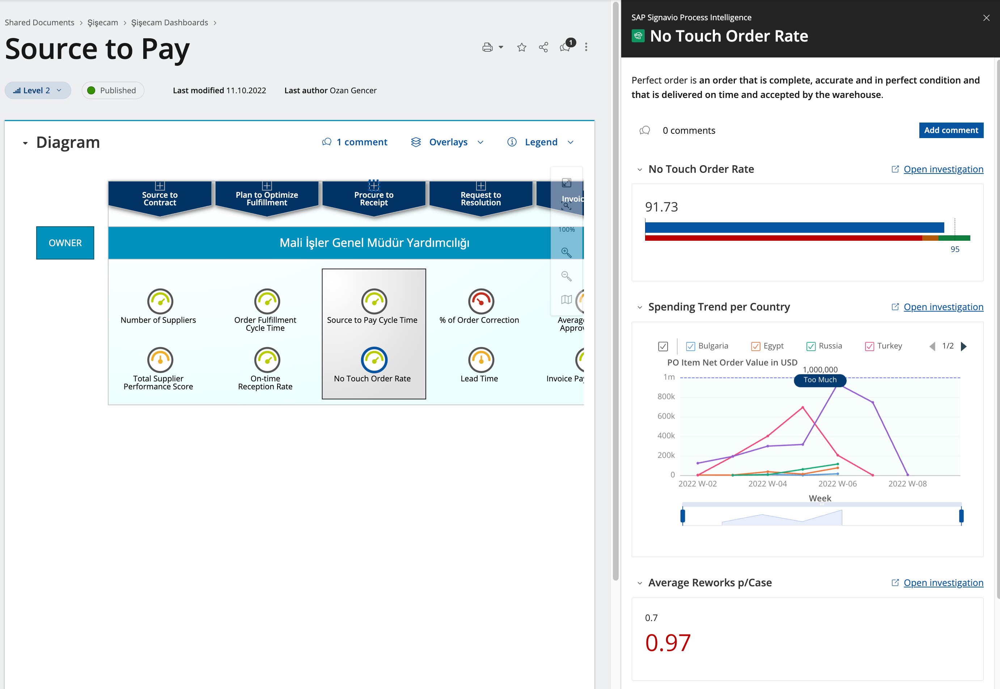 Shared Documents > Şişecam > Şişecam Dashboards >
Source to Pay
1
Level 2
Published
Last modified 11.10.2022
Last author Ozan Gencer
Diagram
1 comment
Overlays
Legend
Source to
Contract
Plan to Optimize
Fulfillment
Procure to
Receipt
Request to
Resolution
Invoic
100%
OWNER
Mali İşler Genel Müdür Yardımcılığı
Number of Suppliers
Order Fulfillment
Cycle Time
Source to Pay Cycle Time
% of Order Correction
Averag
Approv
Total Supplier
Performance Score
On-time
Reception Rate
No Touch Order Rate
Lead Time
Invoice Pay
SAP Signavio Process Intelligence
No Touch Order Rate
Perfect order is an order that is complete, accurate and in perfect condition and
that is delivered on time and accepted by the warehouse.
0 comments
Add comment
No Touch Order Rate
Open investigation
91.73
95
Spending Trend per Country
Open investigation
Bulgaria
Egypt
Russia
Turkey
1/2
PO Item Net Order Value in USD
1,000,000
Too Much
1m
800k
600k
400k
200k
0
2022 W-02
2022 W-04
2022 W-06
2022 W-08
Week
Average Reworks p/Case
Open investigation
0.7
0.97